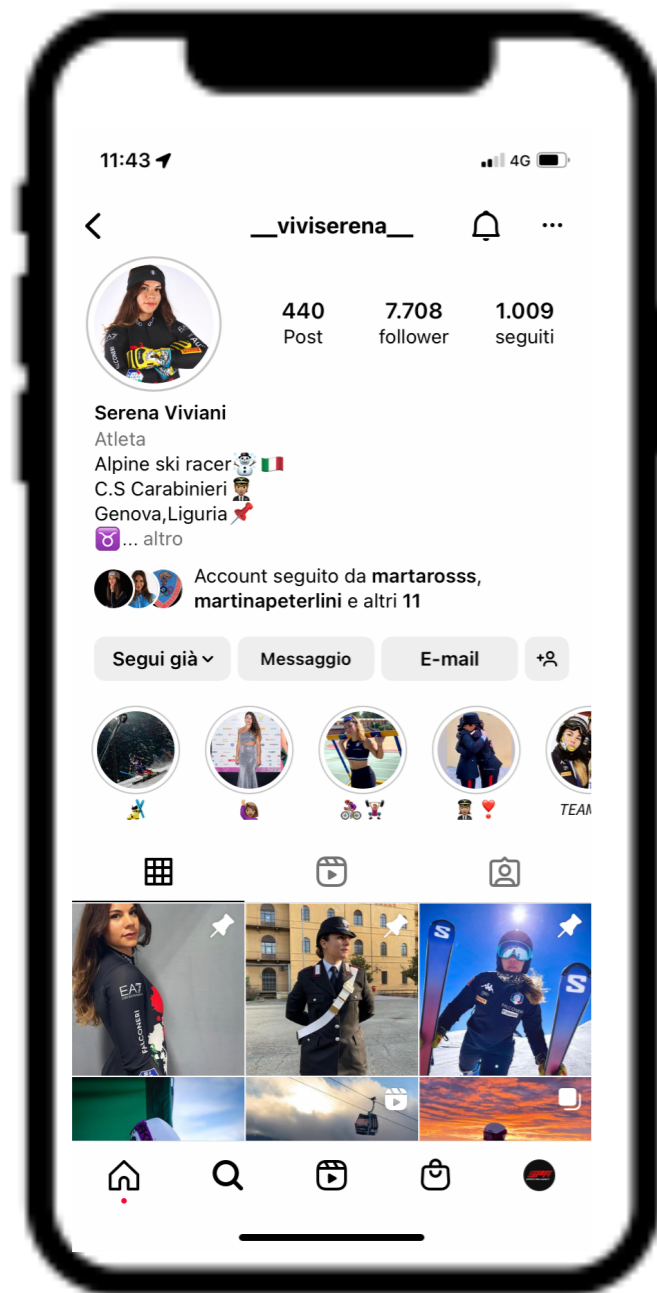 11:43
4G
__viviserena__
440 7.708 1.009
Post follower seguiti
Serena Viviani
Atleta
Alpine ski racer⛄🇮🇹
C.S Carabinieri👩🏽‍✈️
Genova,Liguria📌
♉... altro
Account seguito da martarosss,
martinapeterlini e altri 11
Segui già Messaggio E-mail
TEAM
EA7
FALCONERI
S
S